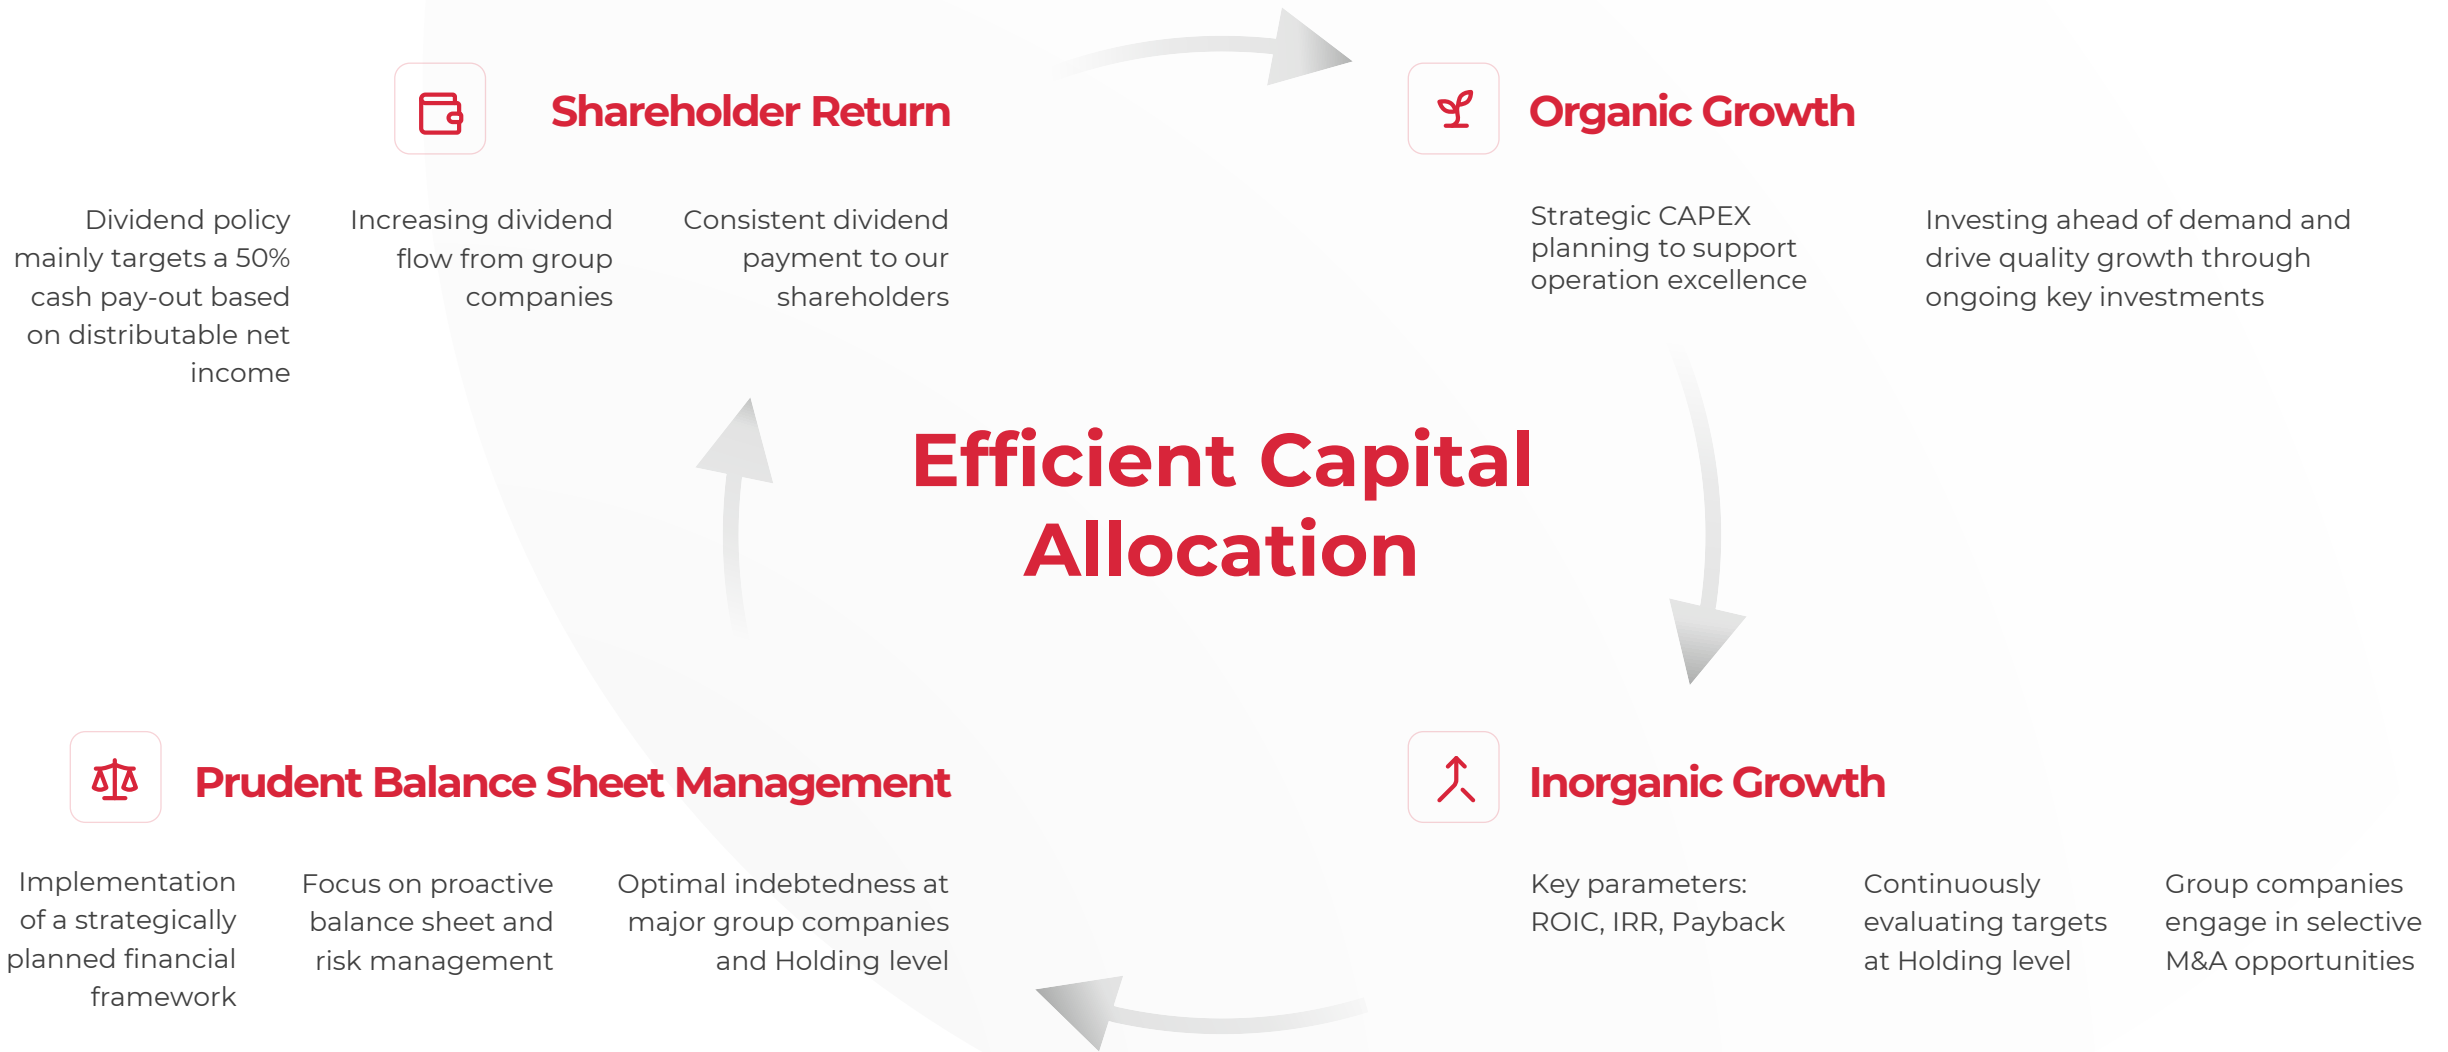 Shareholder Return
Dividend policy
mainly targets a 50%
cash pay-out based
on distributable net
income
Increasing dividend
flow from group
companies
Consistent dividend
payment to our
shareholders
Organic Growth
Strategic CAPEX
planning to support
operation excellence
Investing ahead of demand and
drive quality growth through
ongoing key investments
Efficient Capital
Allocation
Prudent Balance Sheet Management
Implementation
of a strategically
planned financial
framework
Focus on proactive
balance sheet and
risk management
Optimal indebtedness at
major group companies
and Holding level
Inorganic Growth
Key parameters:
ROIC, IRR, Payback
Continuously
evaluating targets
at Holding level
Group companies
engage in selective
M&A opportunities